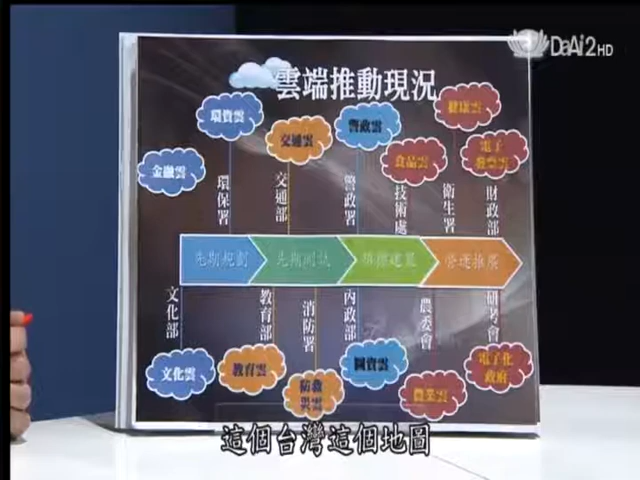 DaAi2HD
雲端推動現況
環資雲
交通雲
警政雲
健康雲
金融雲
食品雲
電子
發票雲
環保署
交通部
警政署
技術處
衛生署
財政部
先期規劃
先期測試
積極建置
營運推廣
文化部
教育部
消防署
內政部
農委會
研考會
文化雲
教育雲
防救
災雲
圖資雲
農業雲
電子化
政府
這個台灣這個地圖